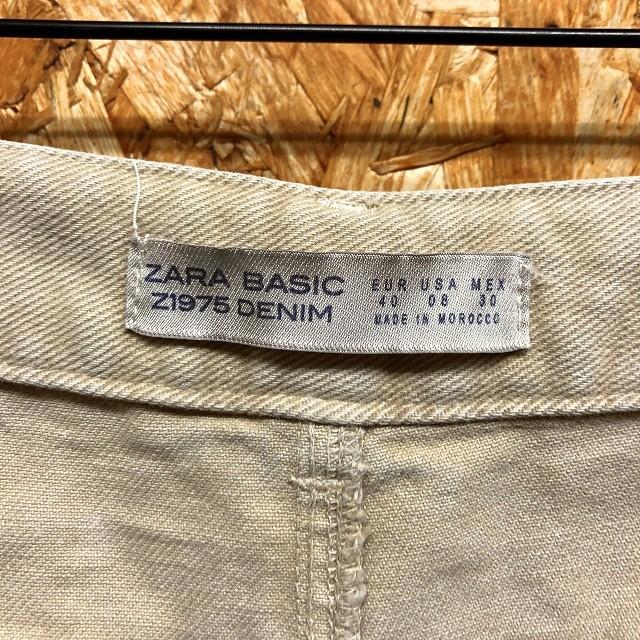 ZARA BASIC
Z1975 DENIM
EUR USA MEX
40 08 30
MADE IN MOROCCO